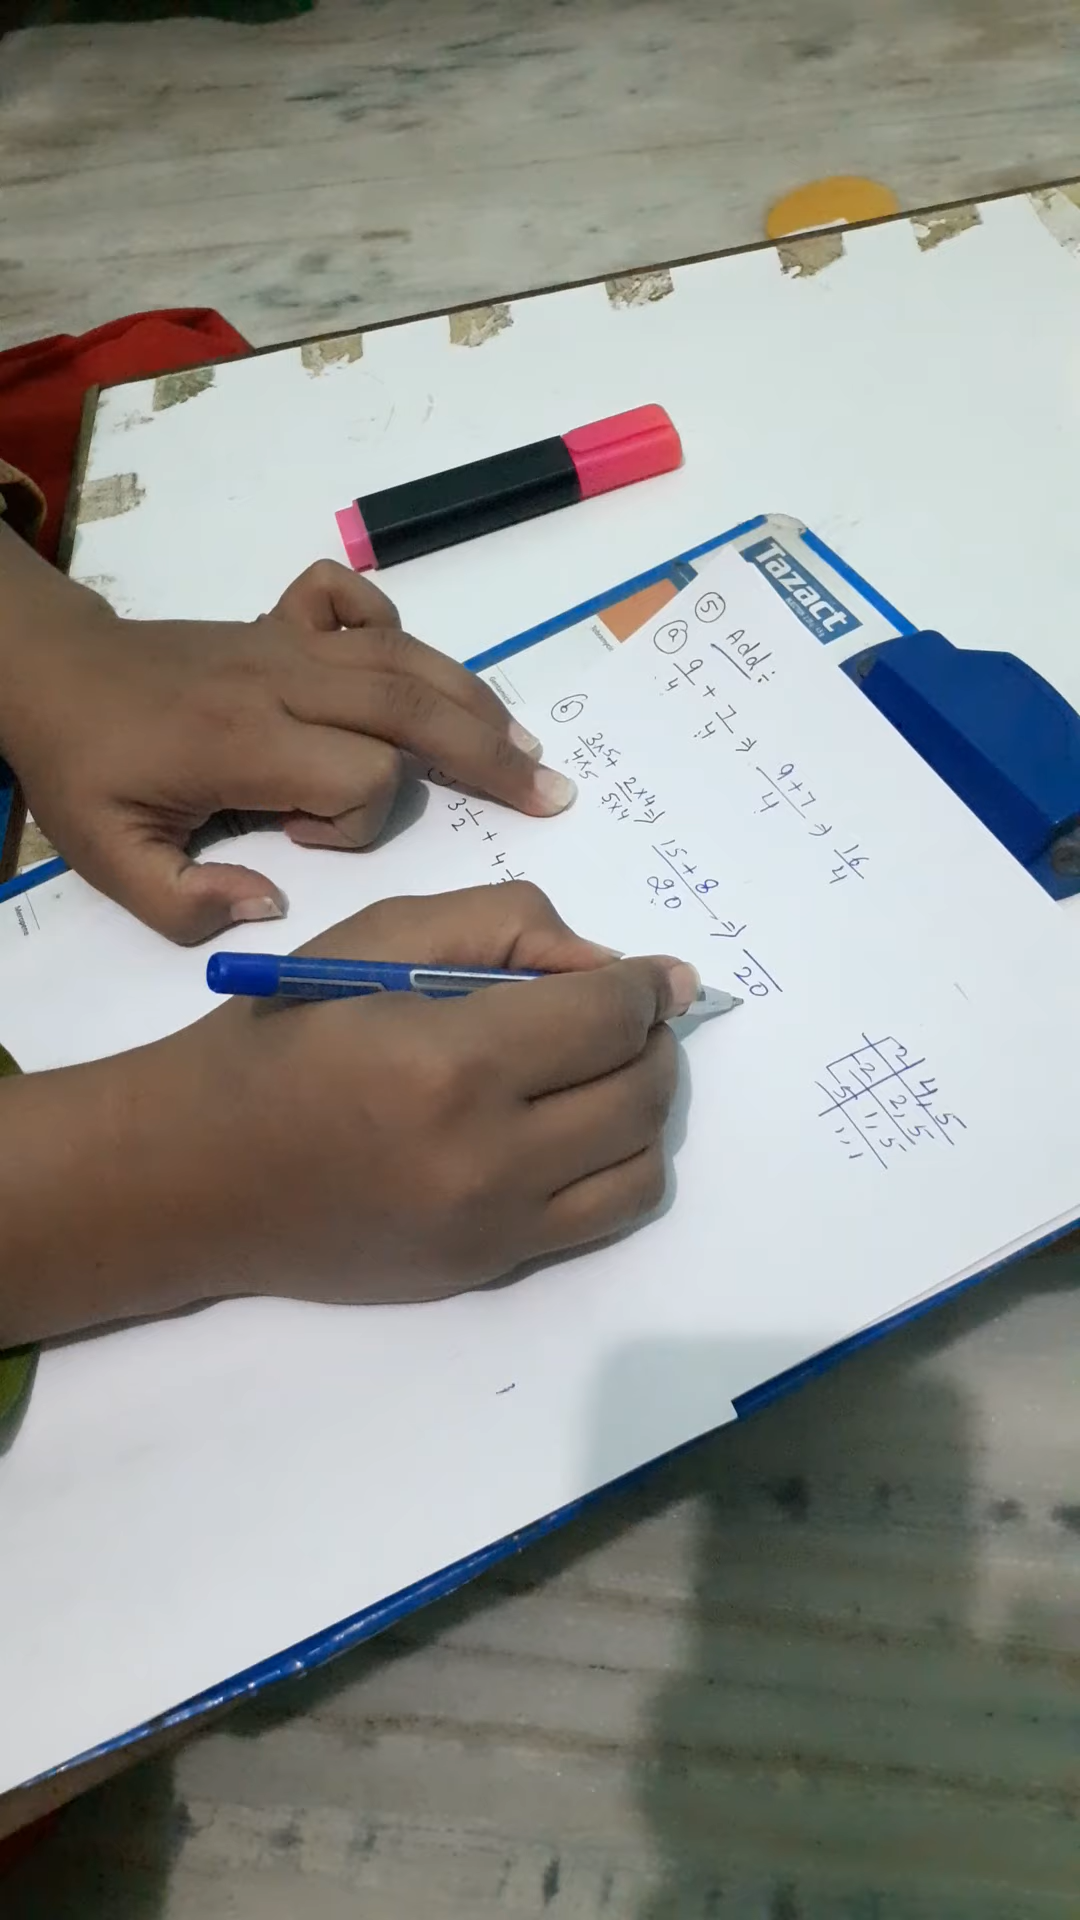 Tazact
5 Add:-
a 9/4 + 7/4 ⇒ 9+7/4 ⇒ 16/4
b 3×5/4×5 + 2×4/5×4 ⇒ 15+8/20 ⇒ /20
3 1/2 + 4
2 | 4, 5
2 | 2, 5
5 | 1, 5
1, 1
Meropenem